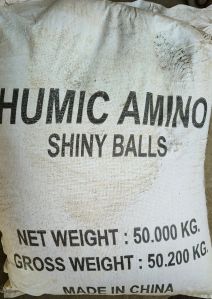 HUMIC AMINO
SHINY BALLS
NET WEIGHT : 50.000 KG.
GROSS WEIGHT : 50.200 KG.
MADE IN CHINA